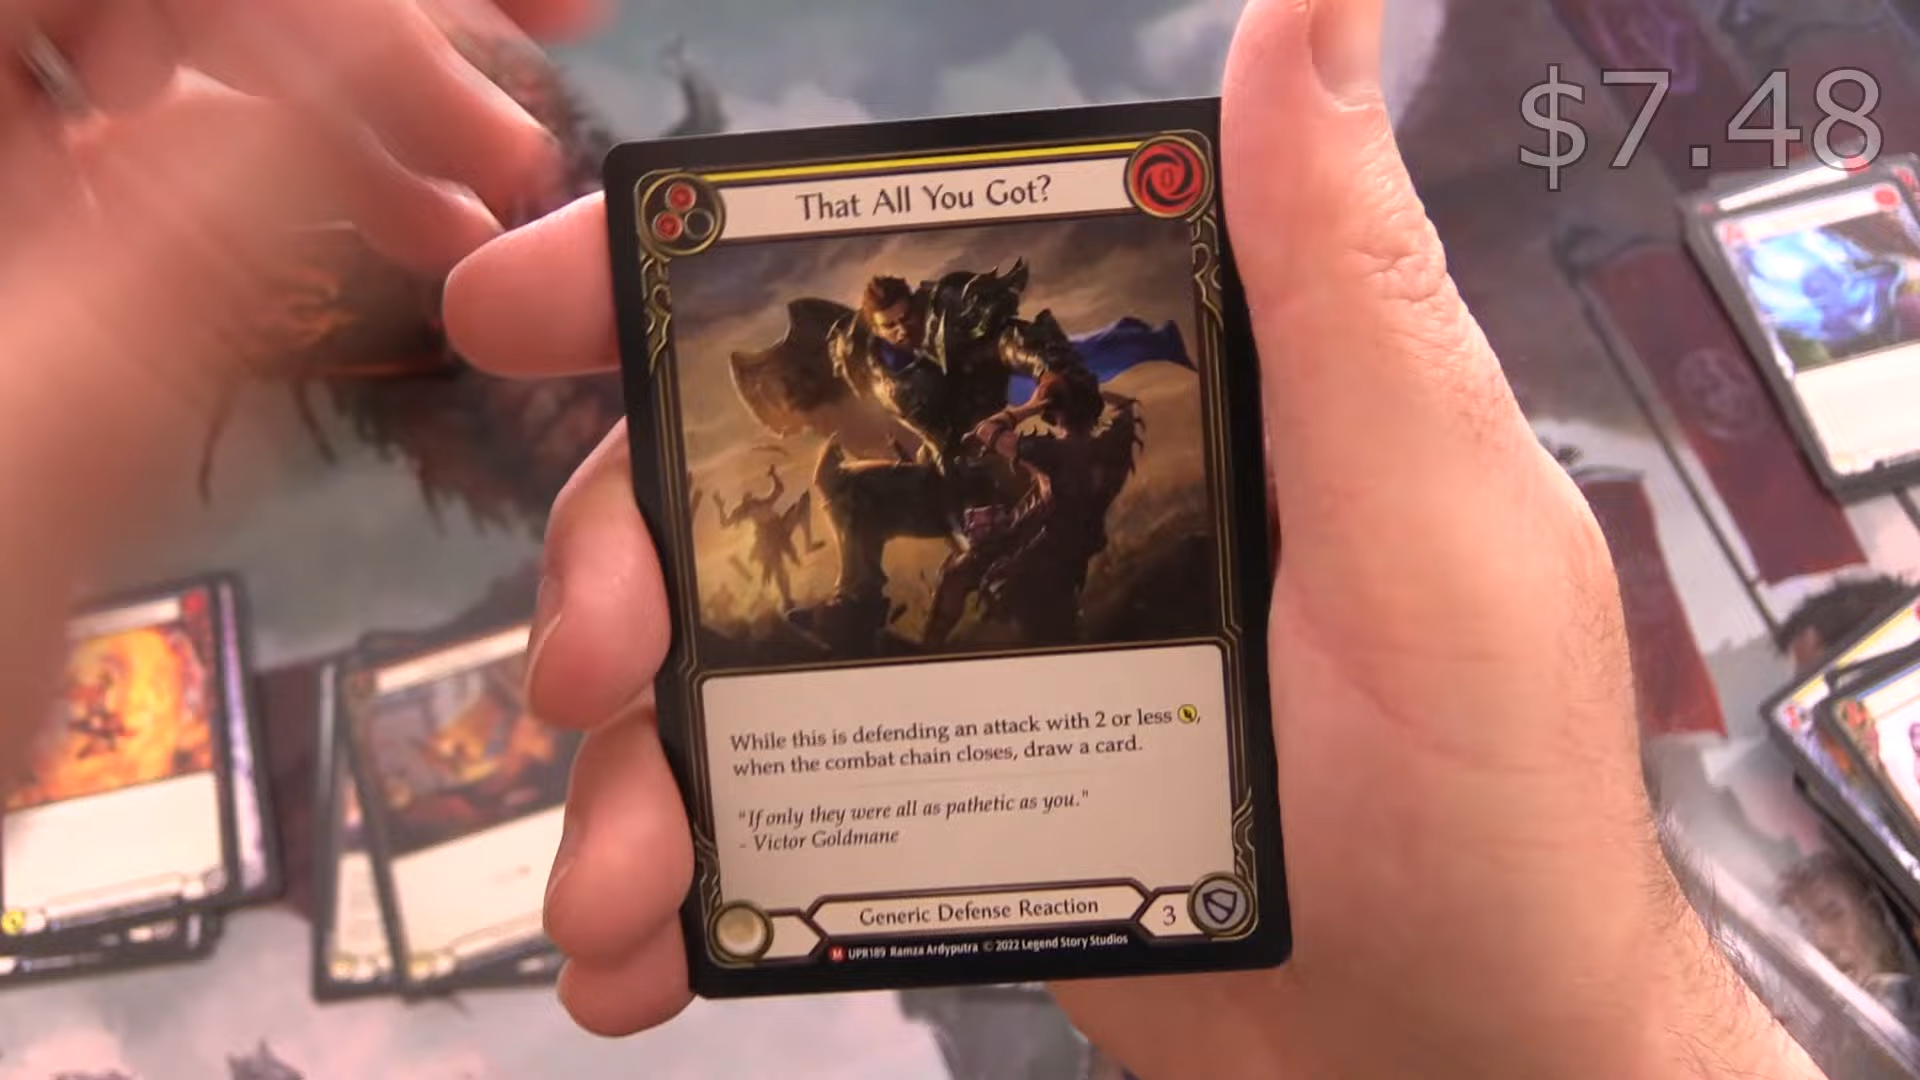 $7.48
That All You Got?
0
While this is defending an attack with 2 or less
when the combat chain closes, draw a card.
"If only they were all as pathetic as you."
- Victor Goldmane
Generic Defense Reaction
3
M UPR189 Ramza Ardyputra © 2022 Legend Story Studios